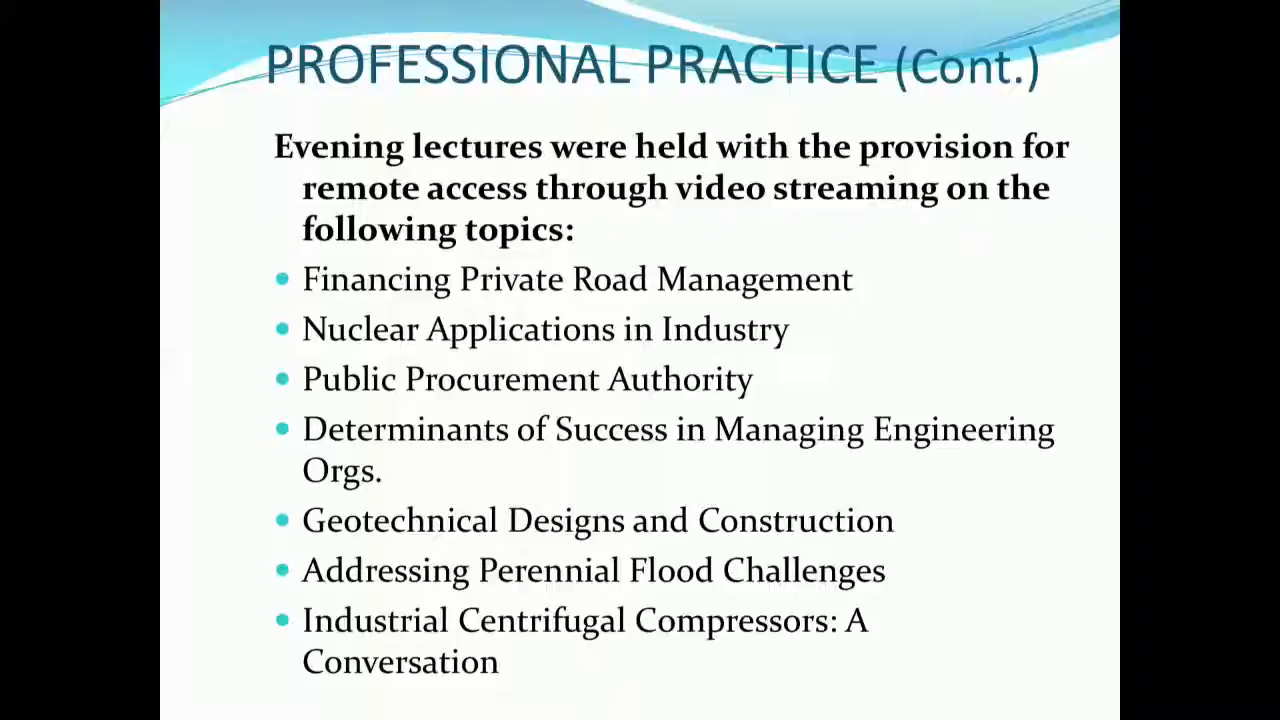 PROFESSIONAL PRACTICE (Cont.)
Evening lectures were held with the provision for
remote access through video streaming on the
following topics:
• Financing Private Road Management
• Nuclear Applications in Industry
• Public Procurement Authority
• Determinants of Success in Managing Engineering
Orgs.
• Geotechnical Designs and Construction
• Addressing Perennial Flood Challenges
• Industrial Centrifugal Compressors: A
Conversation